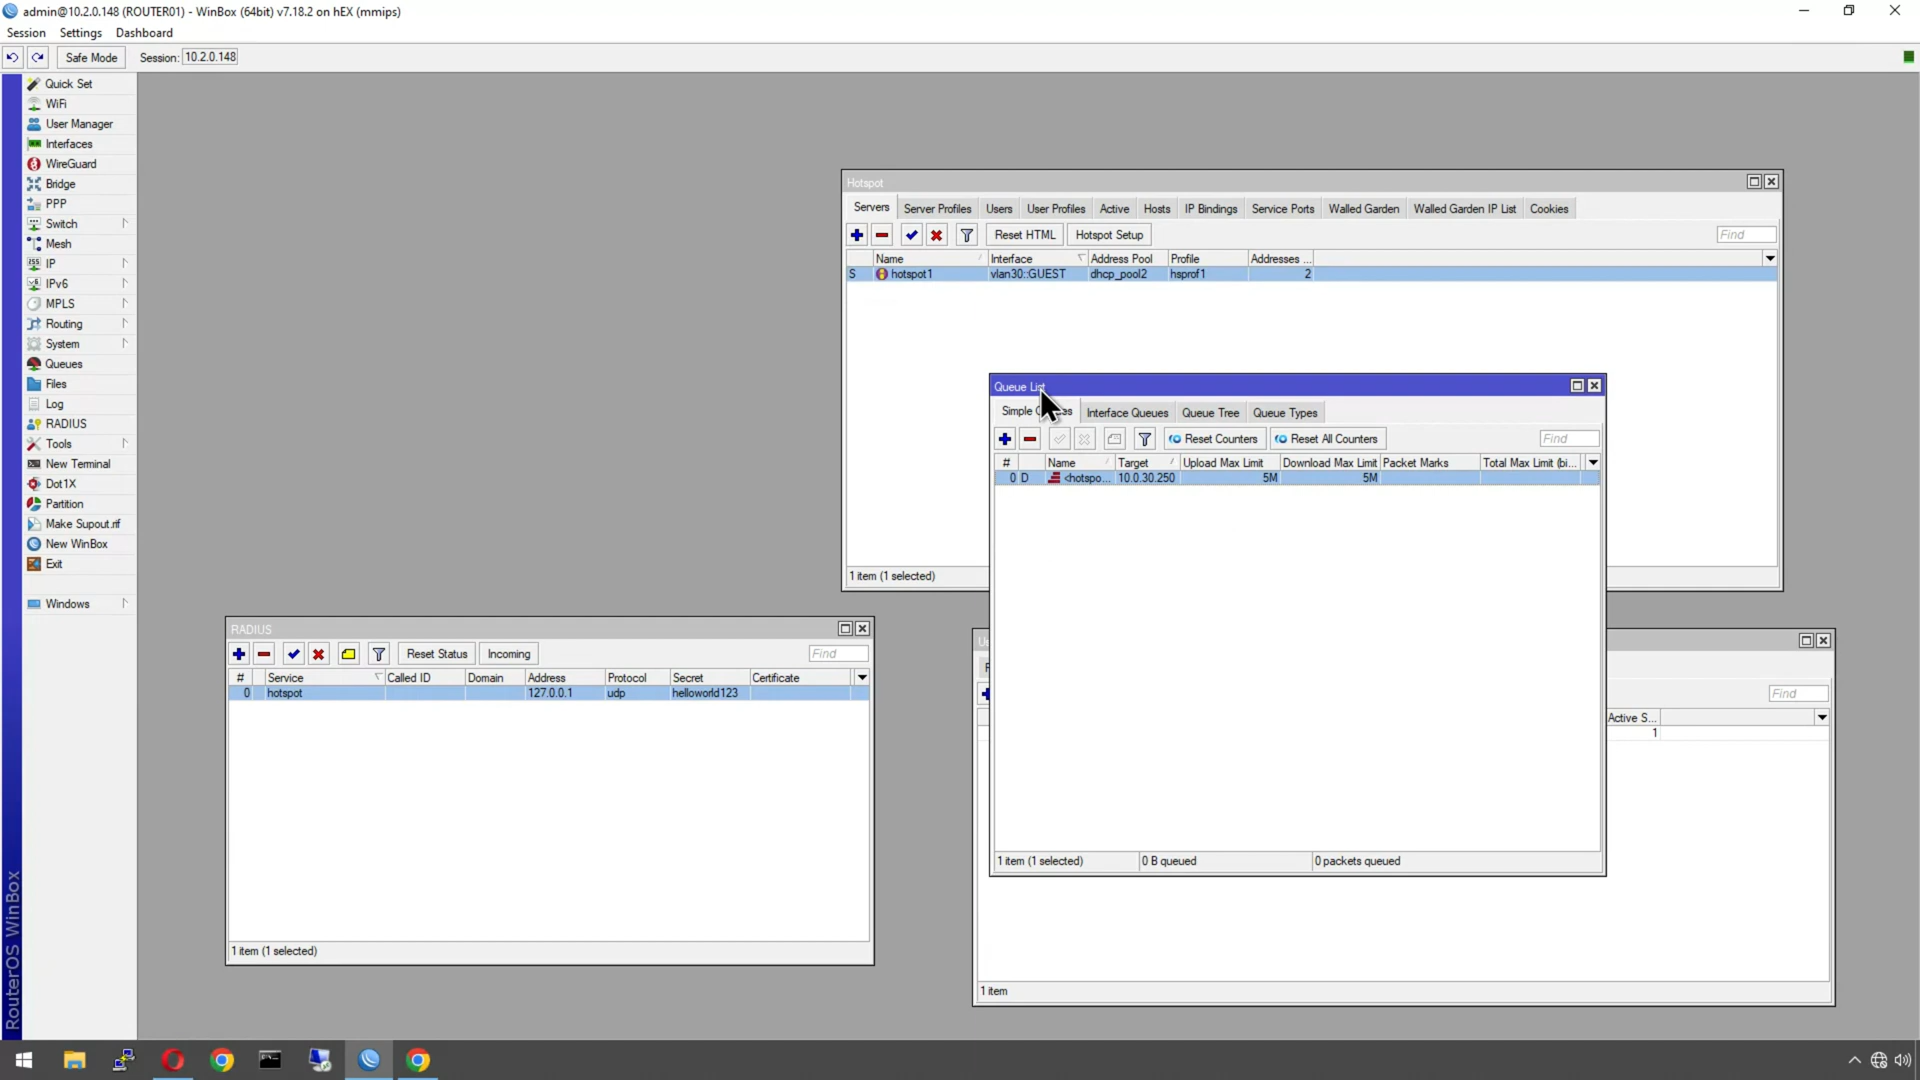 admin@10.2.0.148 (ROUTER01) - WinBox (64bit) v7.18.2 on hEX (mmips)
Session Settings Dashboard
Safe Mode Session: 10.2.0.148
Quick Set
WiFi
User Manager
Interfaces
WireGuard
Bridge
PPP
Switch
Mesh
IP
IPv6
MPLS
Routing
System
Queues
Files
Log
RADIUS
Tools
New Terminal
Dot1X
Partition
Make Supout.rif
New WinBox
Exit
Windows
RouterOS WinBox
Hotspot
Servers Server Profiles Users User Profiles Active Hosts IP Bindings Service Ports Walled Garden Walled Garden IP List Cookies
Reset HTML Hotspot Setup Find
Name Interface Address Pool Profile Addresses ...
S hotspot1 vlan30::GUEST dhcp_pool2 hsprof1 2
1 item (1 selected)
Queue List
Simple Interface Queues Queue Tree Queue Types
Reset Counters Reset All Counters Find
# Name Target Upload Max Limit Download Max Limit Packet Marks Total Max Limit (bi...
0 D <hotspo... 10.0.30.250 5M 5M
1 item (1 selected) 0 B queued 0 packets queued
RADIUS
Reset Status Incoming Find
# Service Called ID Domain Address Protocol Secret Certificate
0 hotspot 127.0.0.1 udp helloworld123
1 item (1 selected)
Find
Active S...
1
1 item